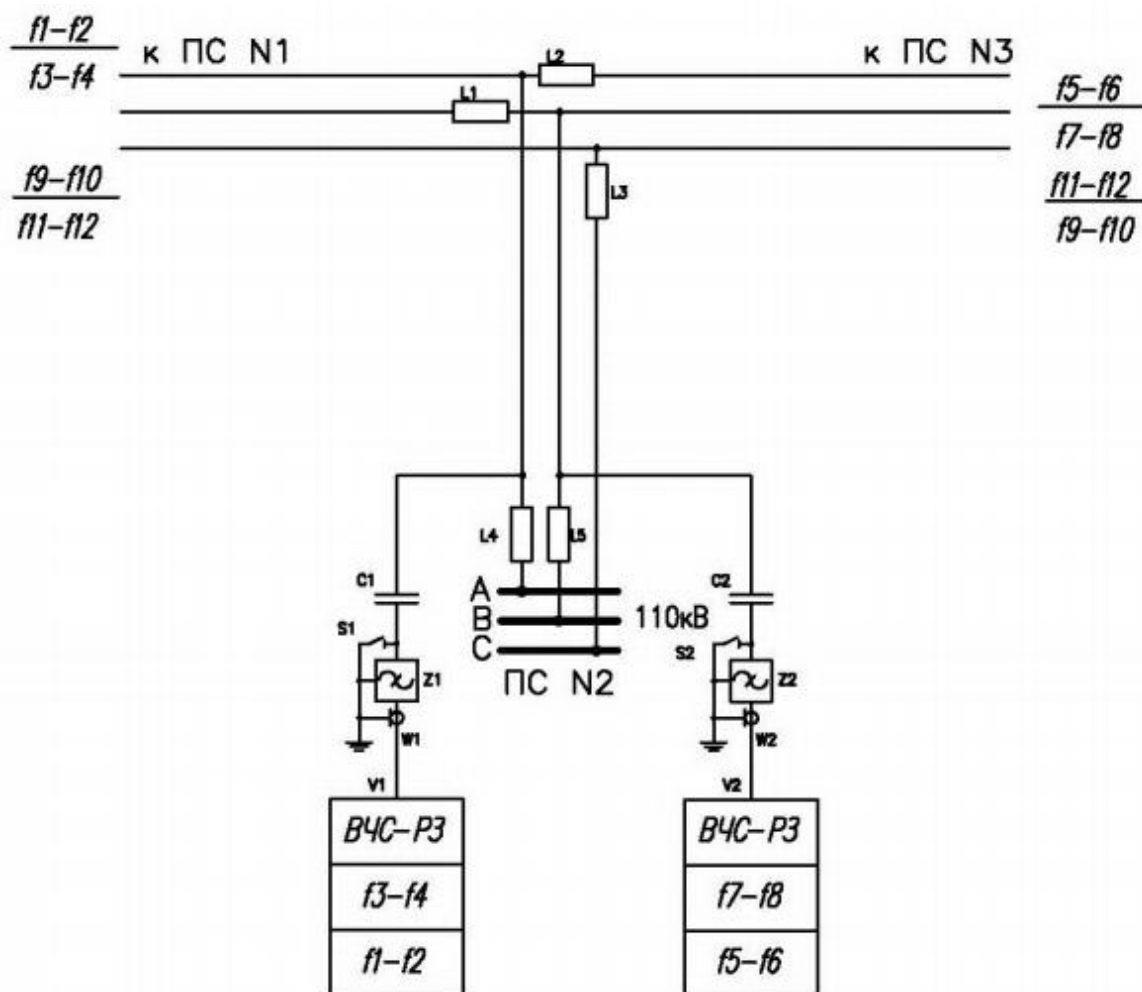 f1-f2
f3-f4
к ПС N1
L2
к ПС N3
L1
f5-f6
f7-f8
f9-f10
f11-f12
L3
f11-f12
f9-f10
L4
L5
C1
A
B
C
110кВ
C2
S1
S2
Z1
ПС N2
Z2
W1
W2
V1
V2
ВЧС-РЗ
f3-f4
f1-f2
ВЧС-РЗ
f7-f8
f5-f6